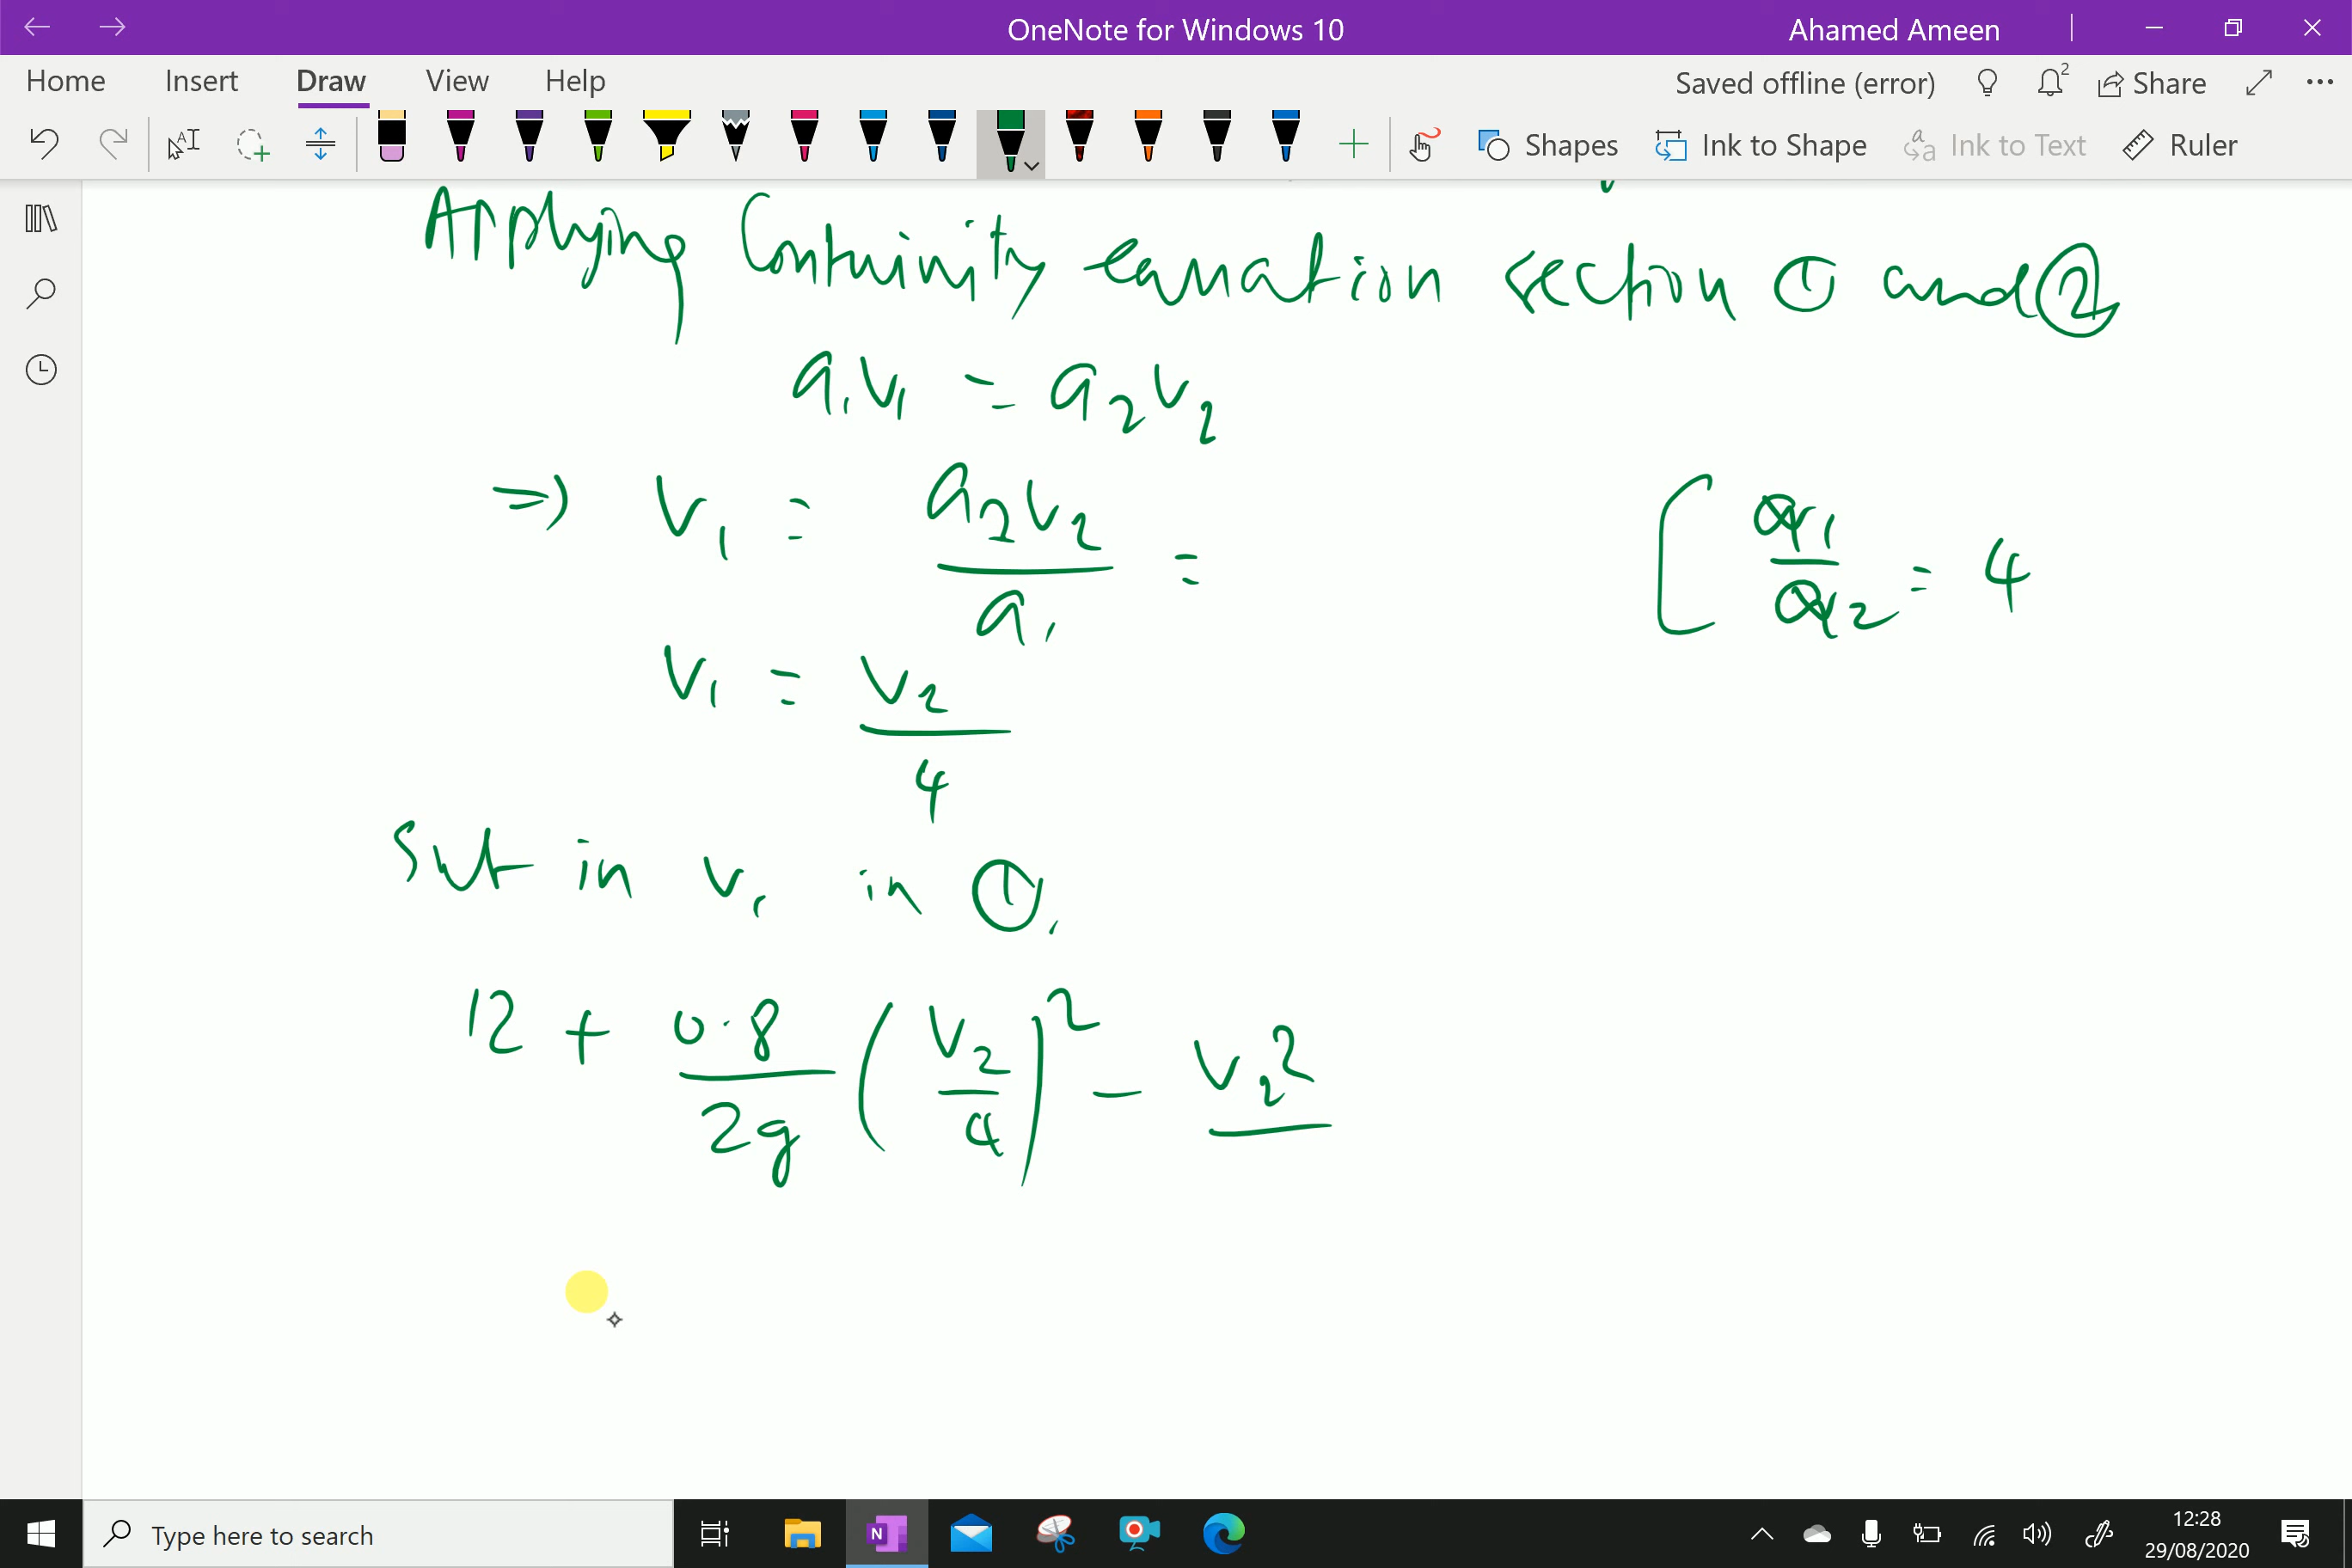 OneNote for Windows 10
Ahamed Ameen
Home Insert Draw View Help
Saved offline (error) 2 Share
Shapes Ink to Shape Ink to Text Ruler
Applying Continuity equation section ① and ②
a₁v₁ = a₂v₂
⇒ v₁ = a₂v₂ / a₁ =
[ a₁ / a₂ = 4
v₁ = v₂ / 4
Sut in v₁ in ①.
12 + 0.8 / 2g ( v₂ / 4 )² - v₂²
Type here to search
12:28
29/08/2020